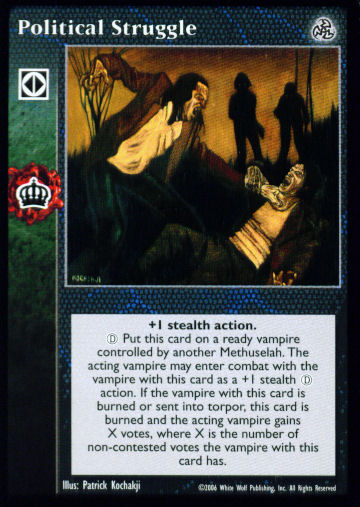 Political Struggle
KOCHAKJI
+1 stealth action.
Ⓓ Put this card on a ready vampire
controlled by another Methuselah. The
acting vampire may enter combat with the
vampire with this card as a +1 stealth Ⓓ
action. If the vampire with this card is
burned or sent into torpor, this card is
burned and the acting vampire gains
X votes, where X is the number of
non-contested votes the vampire with this
card has.
Illus: Patrick Kochakji
©2006 White Wolf Publishing, Inc. All Rights Reserved